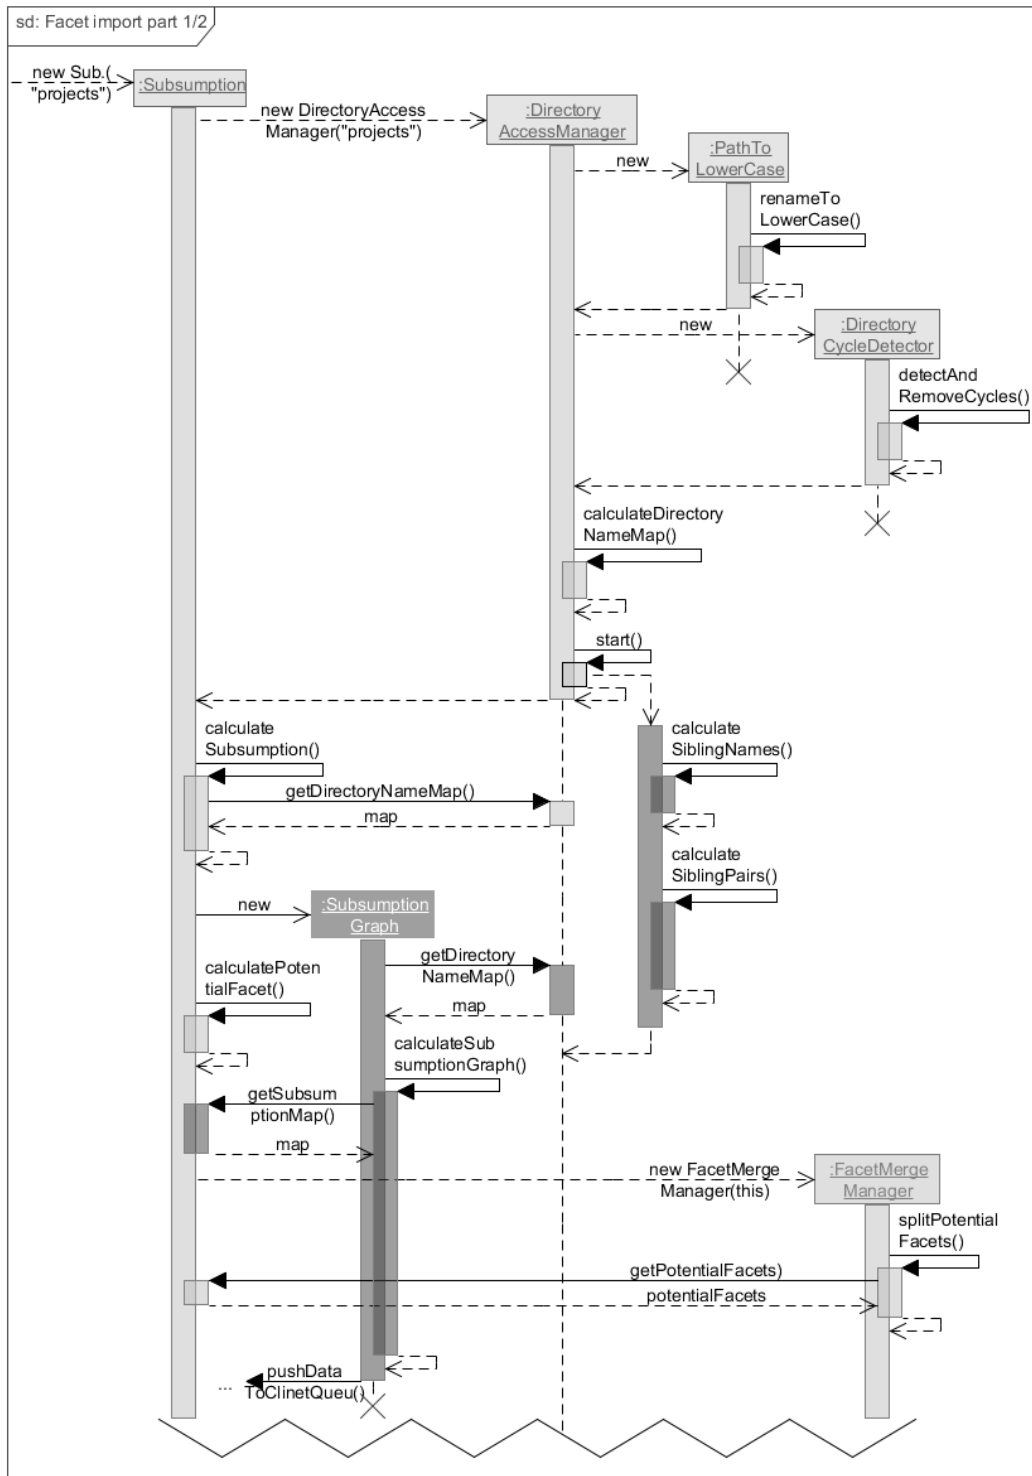 sd: Facet import part 1/2
new Sub.(
"projects")
:Subsumption
new DirectoryAccess
Manager("projects")
:Directory
AccessManager
new
:PathTo
LowerCase
renameTo
LowerCase()
new
:Directory
CycleDetector
detectAnd
RemoveCycles()
calculateDirectory
NameMap()
start()
calculate
Subsumption()
calculate
SiblingNames()
getDirectoryNameMap()
map
calculate
SiblingPairs()
new
:Subsumption
Graph
getDirectory
NameMap()
calculatePoten
tialFacet()
map
calculateSub
sumptionGraph()
getSubsum
ptionMap()
map
new FacetMerge
Manager(this)
:FacetMerge
Manager
splitPotential
Facets()
getPotentialFacets)
potentialFacets
pushData
... ToClinetQueu()